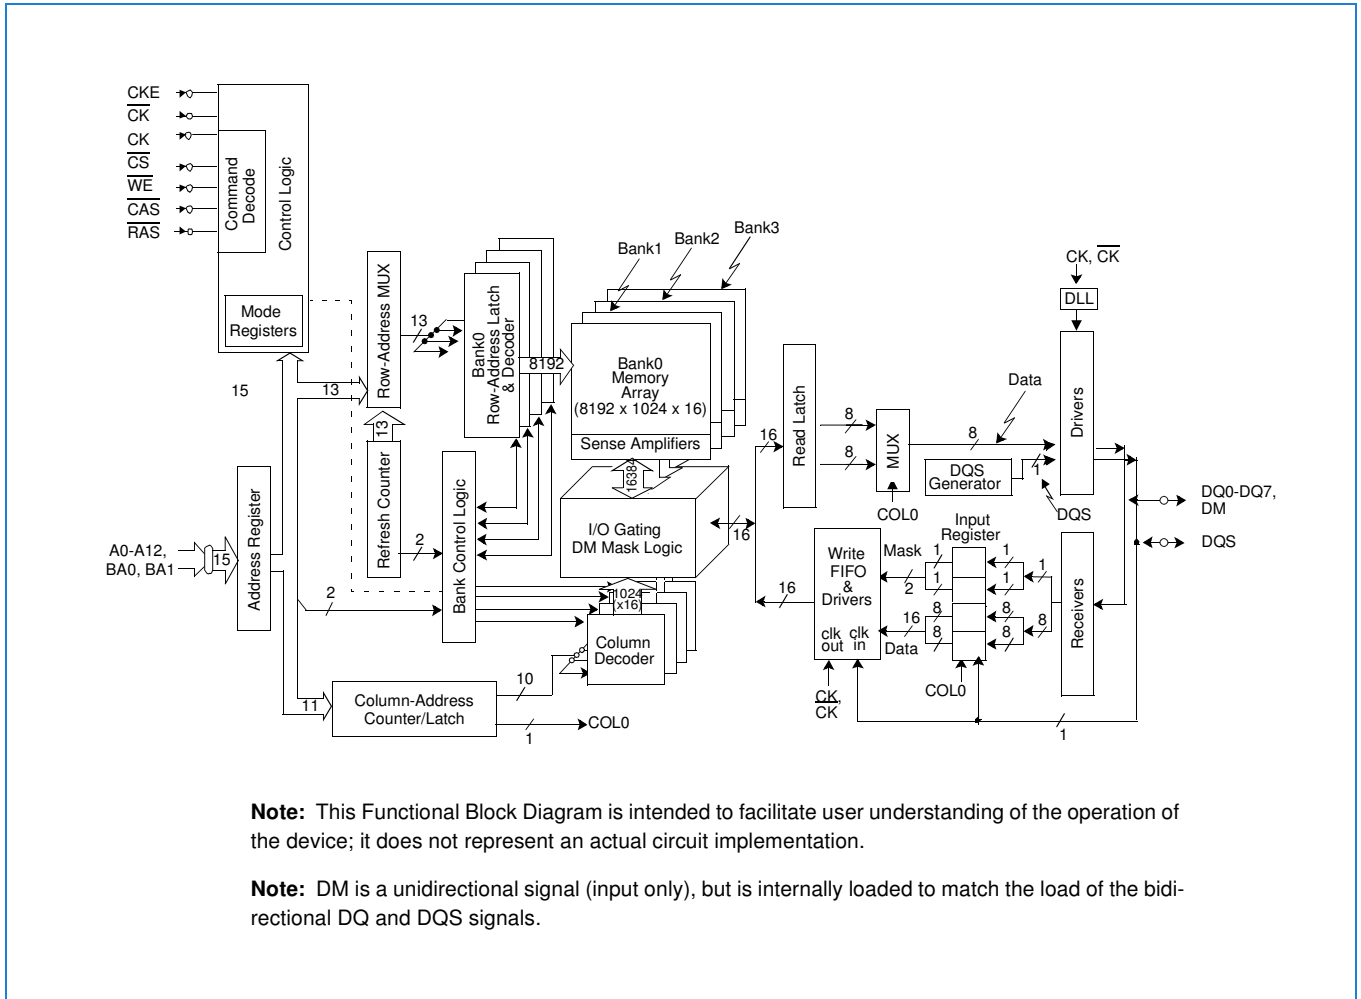 CKE
CK
CK
CS
WE
CAS
RAS
Command
Decode
Control Logic
Mode
Registers
15
13
Row-Address MUX
13
Refresh Counter
13
Bank0
Row-Address Latch
& Decoder
8192
Bank1
Bank2
Bank3
Bank0
Memory
Array
(8192 x 1024 x 16)
Sense Amplifiers
16384
I/O Gating
DM Mask Logic
16
A0-A12,
BA0, BA1
15
Address Register
2
2
Bank Control Logic
1024
(x16)
Column
Decoder
11
Column-Address
Counter/Latch
10
1
COL0
16
Read Latch
8
8
MUX
COL0
8
Data
DQS
Generator
1
DQS
CK, CK
DLL
Drivers
DQ0-DQ7,
DM
DQS
16
Write
FIFO
&
Drivers
clk
out
clk
in
CK,
CK
Mask
2
16
Data
Input
Register
1
1
8
8
1
1
8
8
1
8
COL0
Receivers
1
Note: This Functional Block Diagram is intended to facilitate user understanding of the operation of
the device; it does not represent an actual circuit implementation.
Note: DM is a unidirectional signal (input only), but is internally loaded to match the load of the bidi-
rectional DQ and DQS signals.